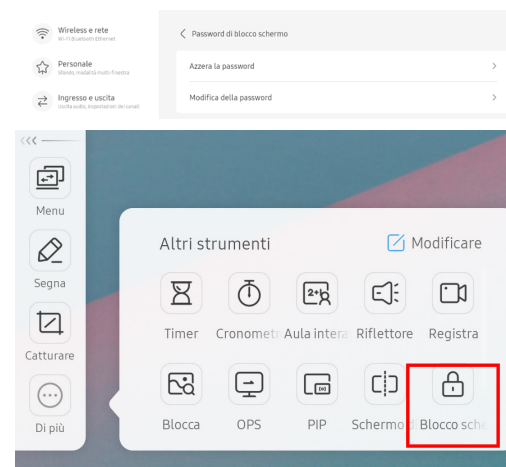 Wireless e rete
Wi-Fi Bluetooth Ethernet
Personale
Sfondo, modalità multi-finestra
Ingresso e uscita
Uscita audio, impostazioni dei canali
Password di blocco schermo
Azzera la password
Modifica della password
Menu
Segna
Catturare
Di più
Altri strumenti
Modificare
Timer
Cronometr
Aula intera
Riflettore
Registra
Blocca
OPS
PIP
Schermo d
Blocco sche